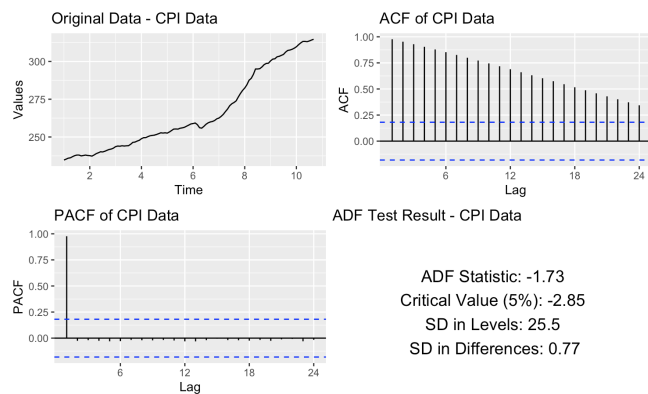 Original Data - CPI Data
Values
300
275
250
2
4
6
8
10
Time
ACF of CPI Data
ACF
1.00
0.75
0.50
0.25
0.00
6
12
18
24
Lag
PACF of CPI Data
PACF
1.00
0.75
0.50
0.25
0.00
6
12
18
24
Lag
ADF Test Result - CPI Data
ADF Statistic: -1.73
Critical Value (5%): -2.85
SD in Levels: 25.5
SD in Differences: 0.77